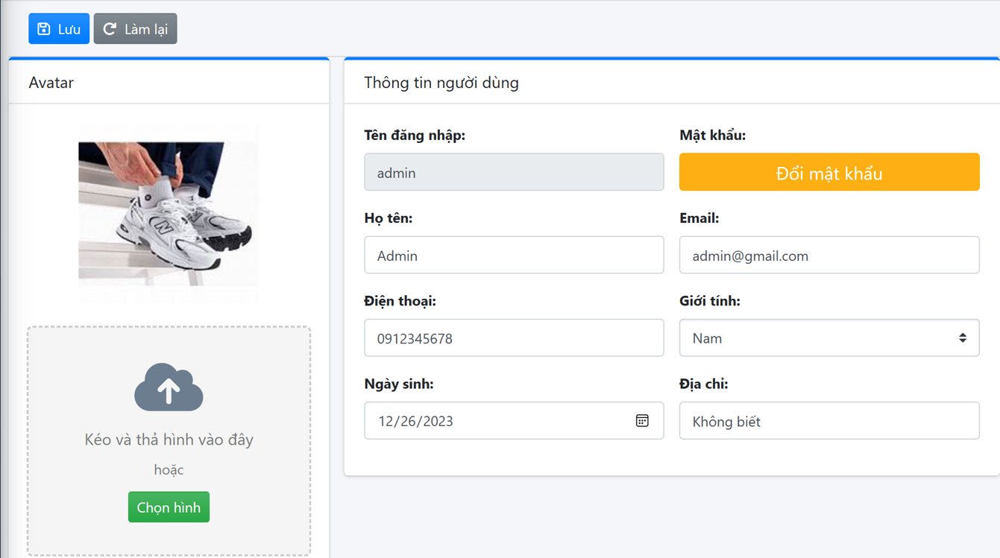 Lưu Làm lại
Avatar
Kéo và thả hình vào đây
hoặc
Chọn hình
Thông tin người dùng
Tên đăng nhập:
admin
Mật khẩu:
Đổi mật khẩu
Họ tên:
Admin
Email:
admin@gmail.com
Điện thoại:
0912345678
Giới tính:
Nam
Ngày sinh:
12/26/2023
Địa chỉ:
Không biết